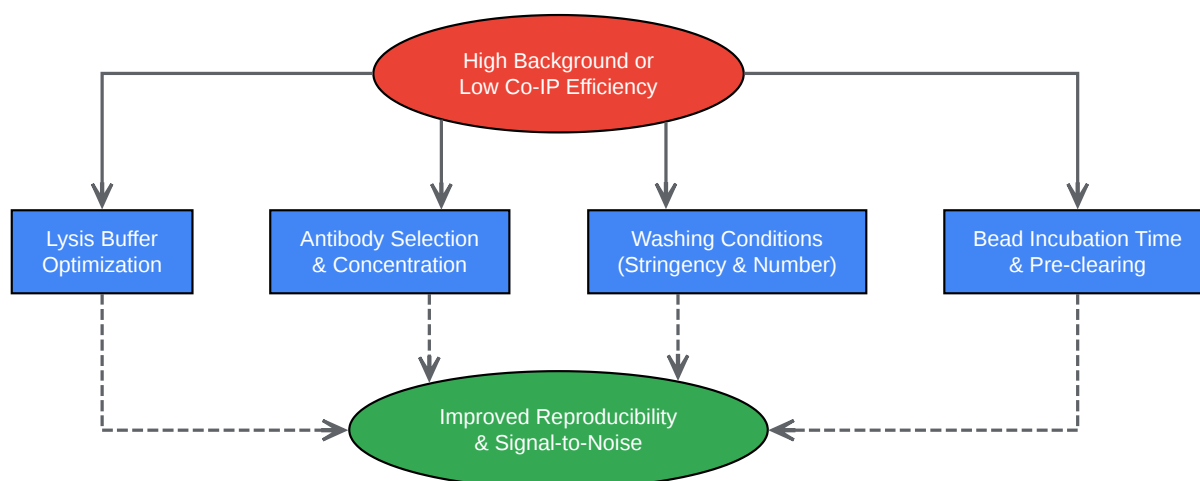 High Background or
Low Co-IP Efficiency
Lysis Buffer
Optimization
Antibody Selection
& Concentration
Washing Conditions
(Stringency & Number)
Bead Incubation Time
& Pre-clearing
Improved Reproducibility
& Signal-to-Noise